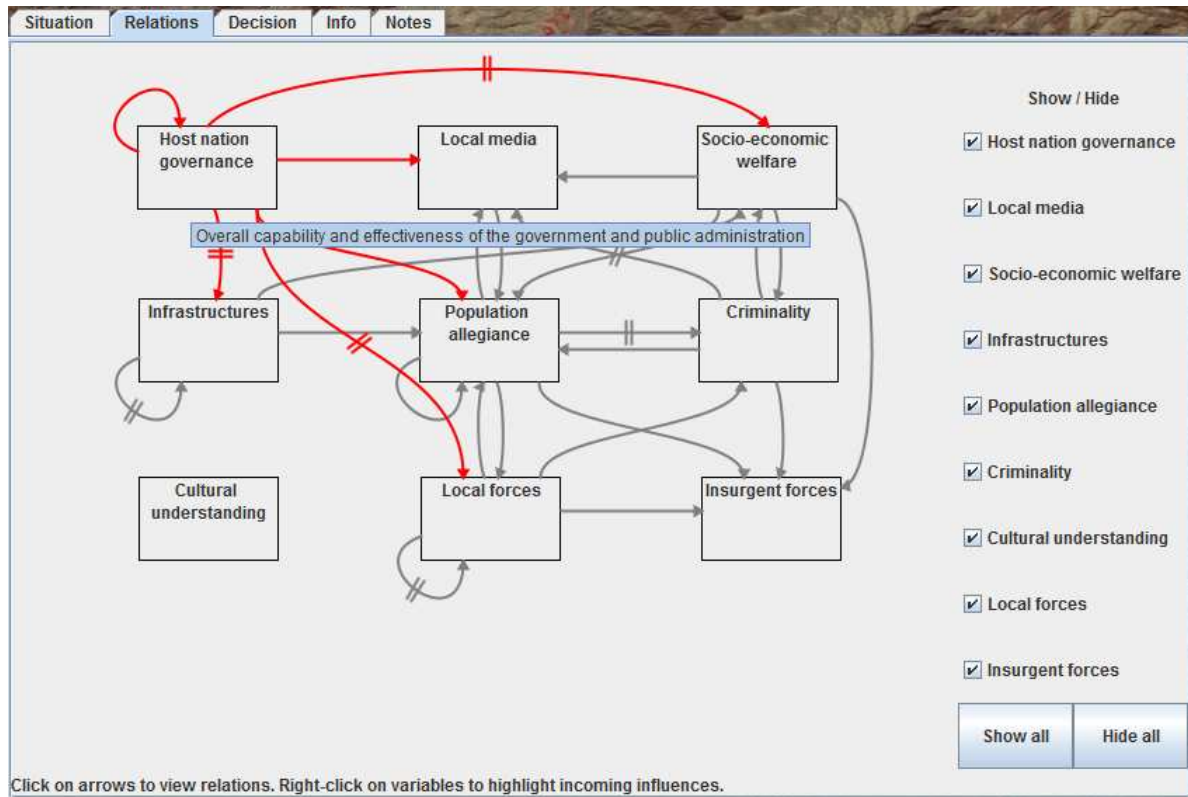 Situation
Relations
Decision
Info
Notes
Show / Hide
Host nation
governance
Local media
Socio-economic
welfare
Overall capability and effectiveness of the government and public administration
Infrastructures
Population
allegiance
Criminality
Cultural
understanding
Local forces
Insurgent forces
Host nation governance
Local media
Socio-economic welfare
Infrastructures
Population allegiance
Criminality
Cultural understanding
Local forces
Insurgent forces
Show all
Hide all
Click on arrows to view relations. Right-click on variables to highlight incoming influences.